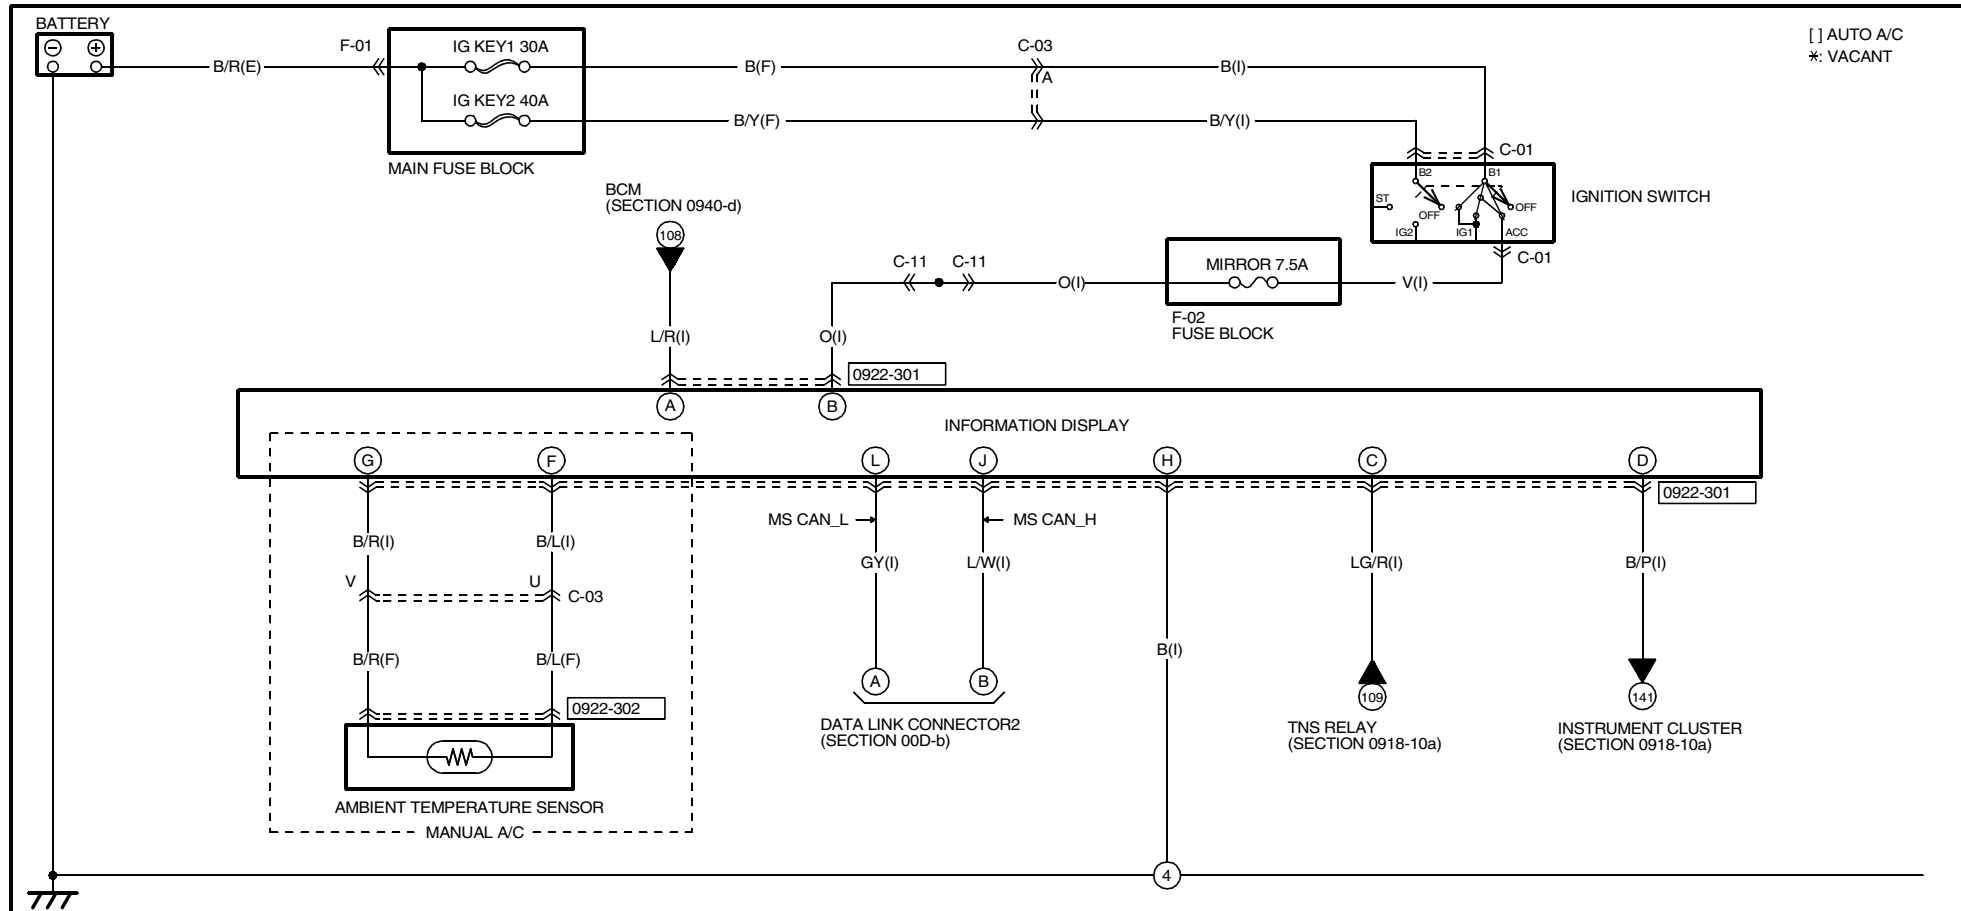 BATTERY
[ ] AUTO A/C
*: VACANT
F-01
IG KEY1 30A
C-03
B/R(E)
B(F)
B(I)
A
IG KEY2 40A
B/Y(F)
B/Y(I)
MAIN FUSE BLOCK
C-01
B2
B1
IGNITION SWITCH
ST
OFF
OFF
IG2
IG1
ACC
C-01
BCM
(SECTION 0940-d)
108
C-11
C-11
MIRROR 7.5A
O(I)
V(I)
F-02
FUSE BLOCK
L/R(I)
O(I)
0922-301
A
B
INFORMATION DISPLAY
G
F
L
J
H
C
D
0922-301
MS CAN_L
MS CAN_H
B/R(I)
B/L(I)
GY(I)
L/W(I)
LG/R(I)
B/P(I)
V
U
C-03
B/R(F)
B/L(F)
B(I)
A
B
109
141
0922-302
DATA LINK CONNECTOR2
(SECTION 00D-b)
TNS RELAY
(SECTION 0918-10a)
INSTRUMENT CLUSTER
(SECTION 0918-10a)
AMBIENT TEMPERATURE SENSOR
MANUAL A/C
4